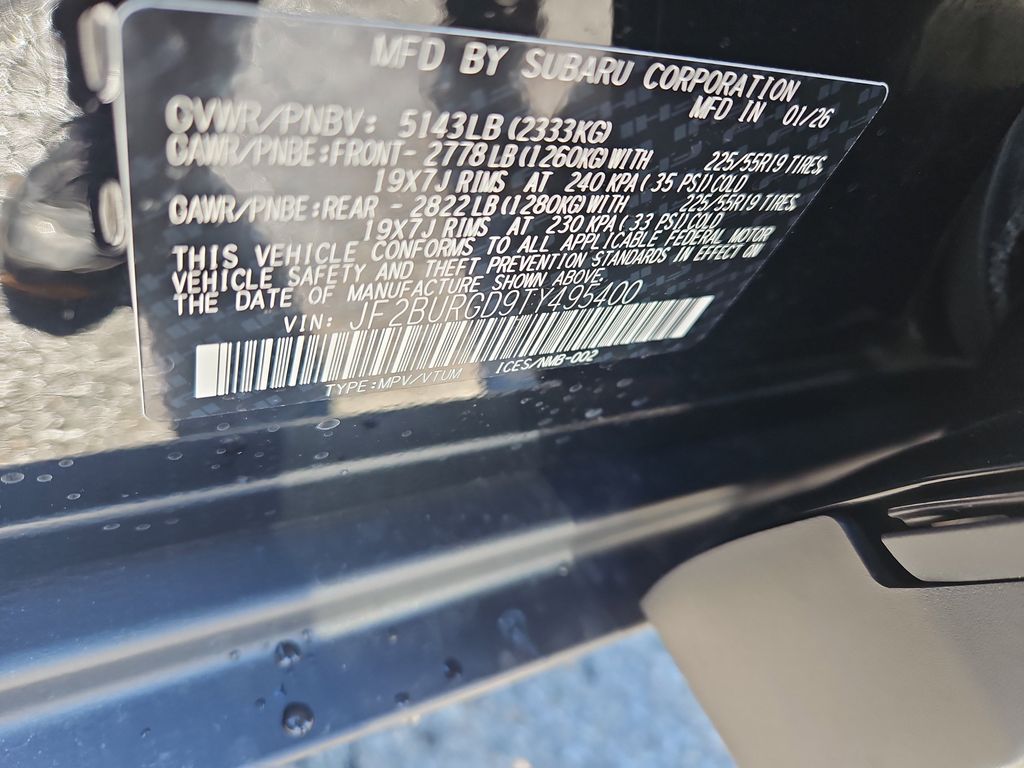 MFD BY SUBARU CORPORATION
MFD IN 01/26
GVWR/PNBV: 5143LB(2333KG)
GAWR/PNBE:FRONT- 2778LB(1260KG)WITH 225/55R19 TIRES,
19X7J RIMS AT 240 KPA( 35 PSI)COLD
GAWR/PNBE:REAR - 2822LB(1280KG)WITH 225/55R19 TIRES,
19X7J RIMS AT 230 KPA( 33 PSI)COLD
THIS VEHICLE CONFORMS TO ALL APPLICABLE FEDERAL MOTOR
VEHICLE SAFETY AND THEFT PREVENTION STANDARDS IN EFFECT ON
THE DATE OF MANUFACTURE SHOWN ABOVE.
VIN: JF2BURGD9TY495400
TYPE:MPV/VTUM ICES/NMB-002